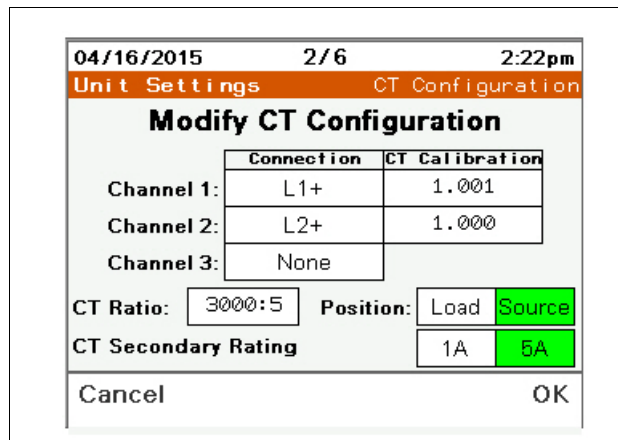 04/16/2015 2/6 2:22pm
Unit Settings CT Configuration
Modify CT Configuration
Connection CT Calibration
Channel 1: L1+ 1.001
Channel 2: L2+ 1.000
Channel 3: None
CT Ratio: 3000:5 Position: Load Source
CT Secondary Rating 1A 5A
Cancel OK